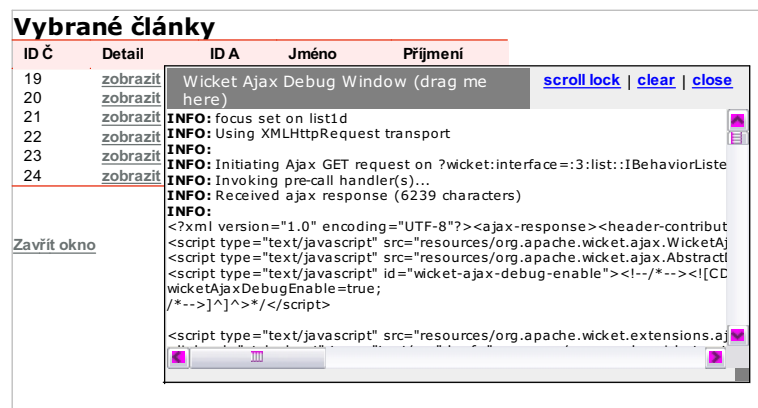 Vybrané články
ID Č Detail ID A Jméno Příjmení
19 zobrazit
20 zobrazit
21 zobrazit
22 zobrazit
23 zobrazit
24 zobrazit
Zavřít okno
Wicket Ajax Debug Window (drag me
here)
scroll lock | clear | close
INFO: focus set on list1d
INFO: Using XMLHttpRequest transport
INFO:
INFO: Initiating Ajax GET request on ?wicket:interface=:3:list::IBehaviorListe
INFO: Invoking pre-call handler(s)...
INFO: Received ajax response (6239 characters)
INFO:
<?xml version="1.0" encoding="UTF-8"?><ajax-response><header-contribut
<script type="text/javascript" src="resources/org.apache.wicket.ajax.WicketAj
<script type="text/javascript" src="resources/org.apache.wicket.ajax.AbstractD
<script type="text/javascript" id="wicket-ajax-debug-enable"><!--/*--><![CD
wicketAjaxDebugEnable=true;
/*-->]^]^>*/</script>
<script type="text/javascript" src="resources/org.apache.wicket.extensions.aj